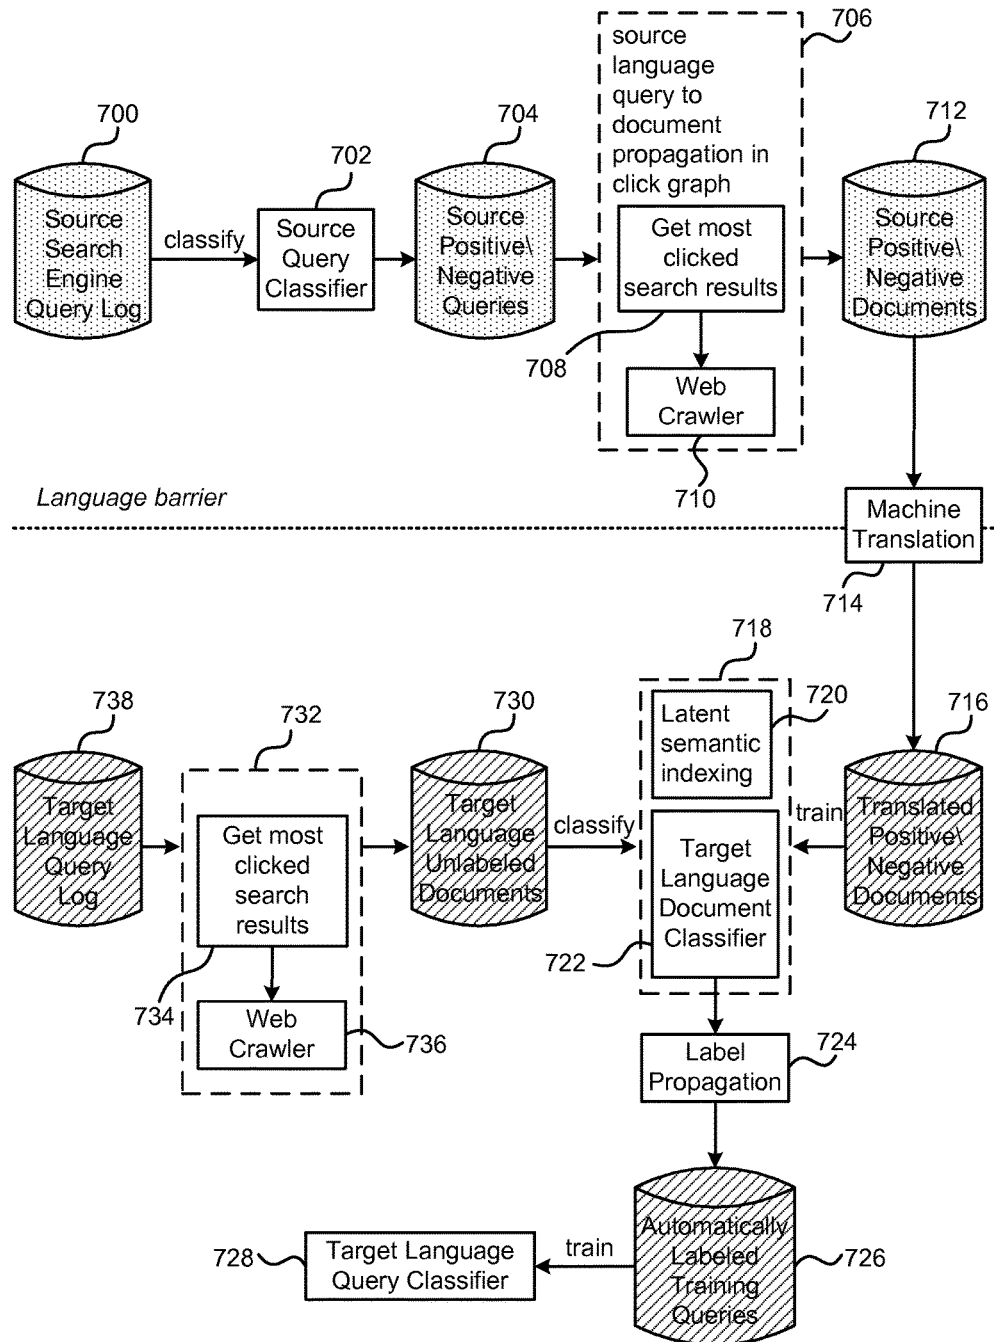 706
source
language
query to
document
propagation in
click graph
700
702
704
712
Source
Search
Engine
Query Log
classify
Source
Query
Classifier
Source
Positive\
Negative
Queries
Get most
clicked
search results
Source
Positive\
Negative
Documents
708
Web
Crawler
710
Language barrier
Machine
Translation
714
718
738
732
730
720
716
Latent
semantic
indexing
Target
Language
Query
Log
Get most
clicked
search
results
Target
Language
Unlabeled
Documents
classify
Target
Language
Document
Classifier
train
Translated
Positive\
Negative
Documents
722
734
Web
Crawler
736
Label
Propagation
724
Automatically
Labeled
Training
Queries
726
train
Target Language
Query Classifier
728